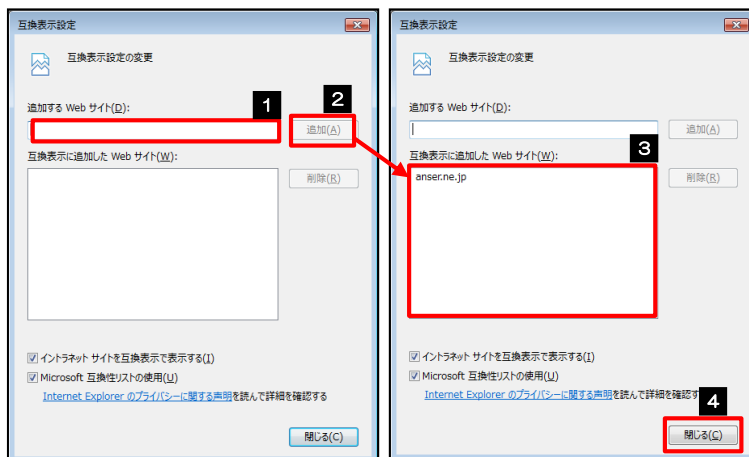 互換表示設定
互換表示設定の変更
追加する Web サイト(D):
1
2
追加(A)
互換表示に追加した Web サイト(W):
削除(R)
イントラネット サイトを互換表示で表示する(I)
Microsoft 互換性リストの使用(U)
Internet Explorer のプライバシーに関する声明を読んで詳細を確認する
閉じる(C)
互換表示設定
互換表示設定の変更
追加する Web サイト(D):
追加(A)
互換表示に追加した Web サイト(W):
3
anser.ne.jp
削除(R)
イントラネット サイトを互換表示で表示する(I)
Microsoft 互換性リストの使用(U)
Internet Explorer のプライバシーに関する声明を読んで詳細を確認す
4
閉じる(C)